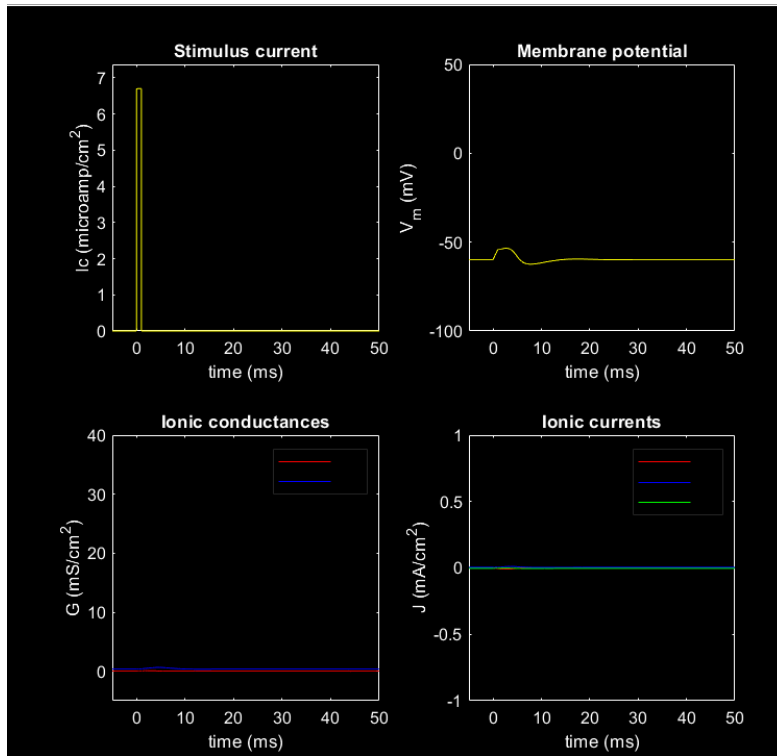 Stimulus current
7
6
5
4
3
2
1
0
Ic (microamp/cm²)
0 10 20 30 40 50
time (ms)
Membrane potential
50
0
-50
-100
Vₘ (mV)
0 10 20 30 40 50
time (ms)
Ionic conductances
40
30
20
10
0
G (mS/cm²)
0 10 20 30 40 50
time (ms)
Ionic currents
1
0.5
0
-0.5
-1
J (mA/cm²)
0 10 20 30 40 50
time (ms)